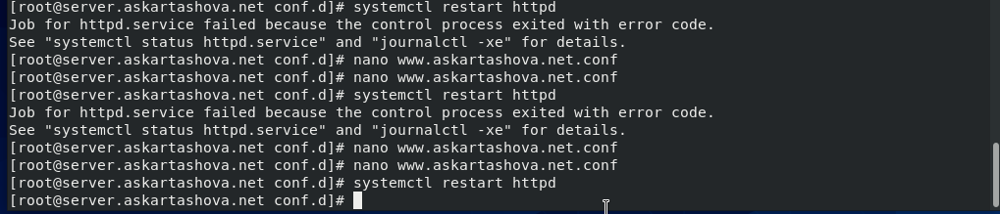 [root@server.askartashova.net conf.d]# systemctl restart httpd
Job for httpd.service failed because the control process exited with error code.
See "systemctl status httpd.service" and "journalctl -xe" for details.
[root@server.askartashova.net conf.d]# nano www.askartashova.net.conf
[root@server.askartashova.net conf.d]# nano www.askartashova.net.conf
[root@server.askartashova.net conf.d]# systemctl restart httpd
Job for httpd.service failed because the control process exited with error code.
See "systemctl status httpd.service" and "journalctl -xe" for details.
[root@server.askartashova.net conf.d]# nano www.askartashova.net.conf
[root@server.askartashova.net conf.d]# nano www.askartashova.net.conf
[root@server.askartashova.net conf.d]# systemctl restart httpd
[root@server.askartashova.net conf.d]#